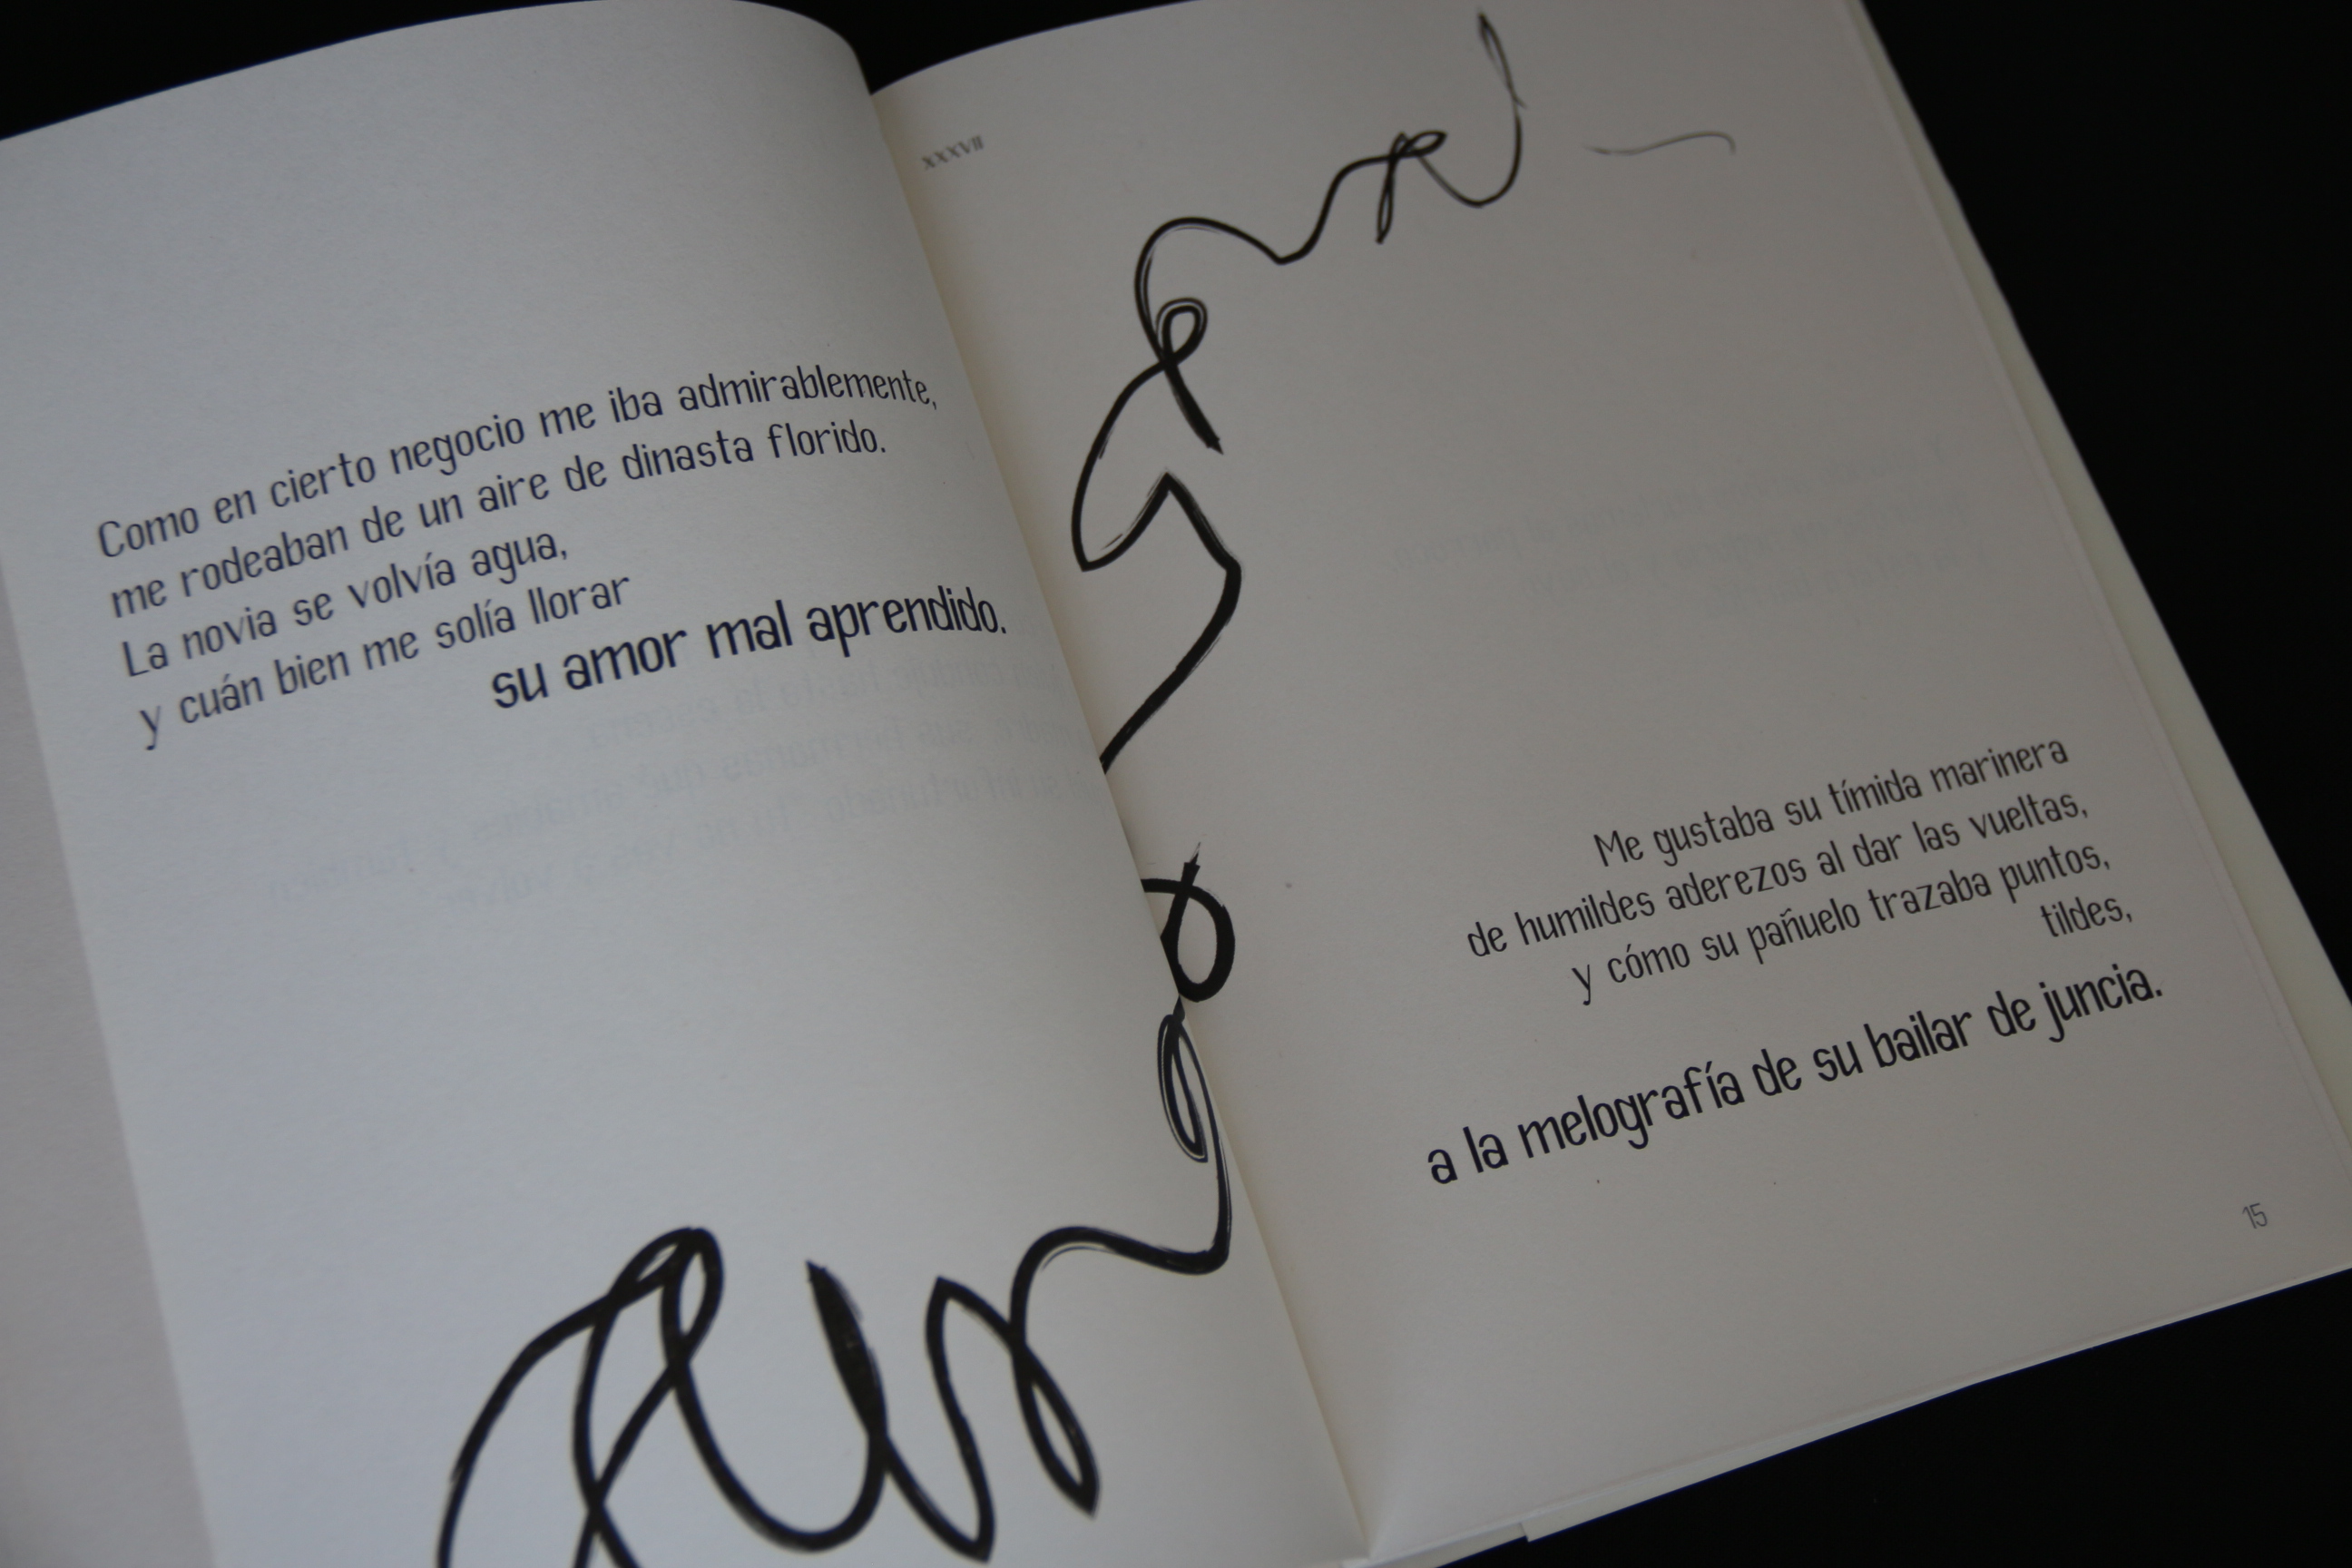 Como en cierto negocio me iba admirablemente,
me rodeaban de un aire de dinasta florido.
La novia se volvía agua,
y cuán bien me solía llorar
su amor mal aprendido.
XXXVII
Me gustaba su tímida marinera
de humildes aderezos al dar las vueltas,
y cómo su pañuelo trazaba puntos,
tildes,
a la melografía de su bailar de juncia.
15